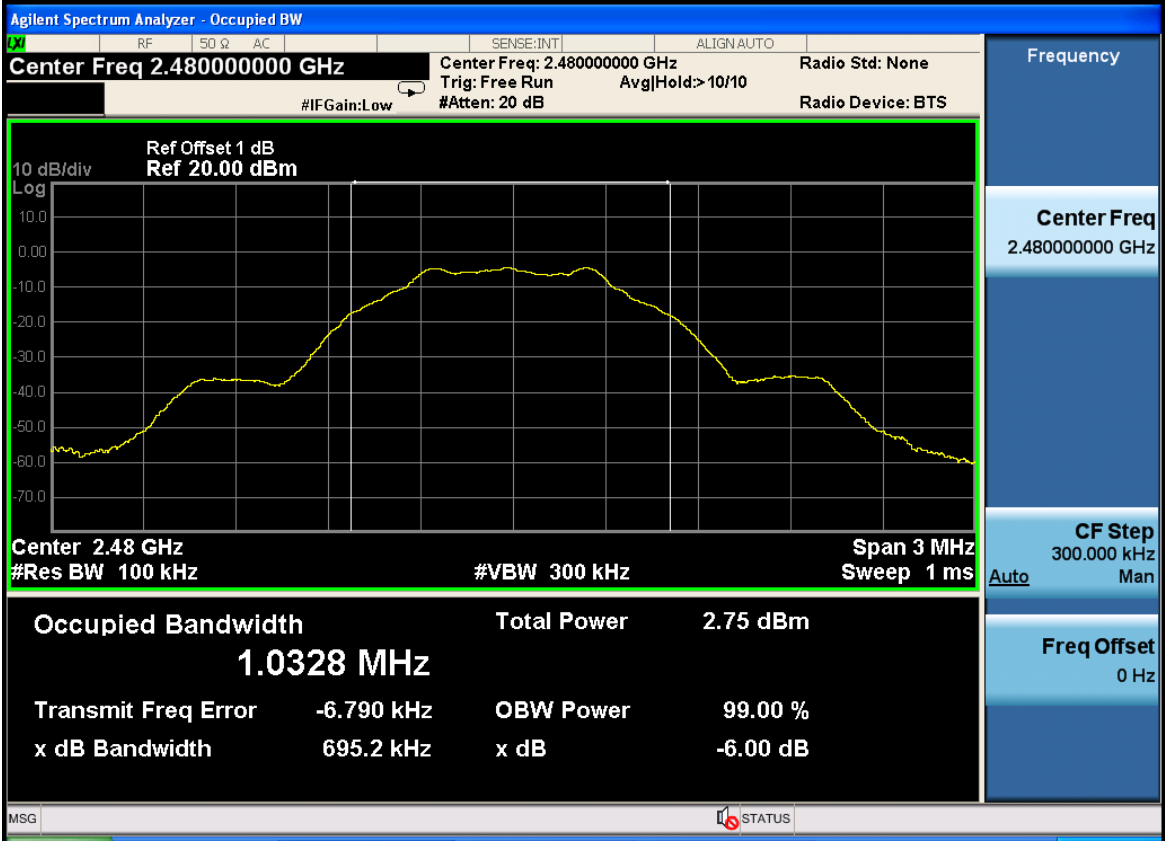 Agilent Spectrum Analyzer - Occupied BW
LXI RF 50 Ω AC SENSE:INT ALIGN AUTO
Center Freq 2.480000000 GHz
Center Freq: 2.480000000 GHz
Radio Std: None
Trig: Free Run Avg|Hold:> 10/10
#IFGain:Low
#Atten: 20 dB
Radio Device: BTS
Ref Offset 1 dB
10 dB/div Ref 20.00 dBm
Log
10.0
0.00
-10.0
-20.0
-30.0
-40.0
-50.0
-60.0
-70.0
Center 2.48 GHz Span 3 MHz
#Res BW 100 kHz #VBW 300 kHz Sweep 1 ms
Occupied Bandwidth Total Power 2.75 dBm
1.0328 MHz
Transmit Freq Error -6.790 kHz OBW Power 99.00 %
x dB Bandwidth 695.2 kHz x dB -6.00 dB
Frequency
Center Freq
2.480000000 GHz
CF Step
300.000 kHz
Auto Man
Freq Offset
0 Hz
MSG STATUS